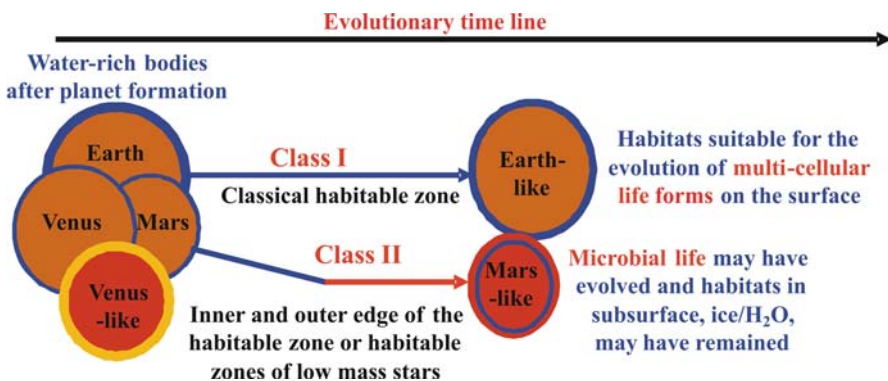 Evolutionary time line
Water-rich bodies
after planet formation
Earth
Venus
Mars
Venus
-like
Class I
Classical habitable zone
Class II
Inner and outer edge of the
habitable zone or habitable
zones of low mass stars
Earth-
like
Mars
-like
Habitats suitable for the
evolution of multi-cellular
life forms on the surface
Microbial life may have
evolved and habitats in
subsurface, ice/H₂O,
may have remained